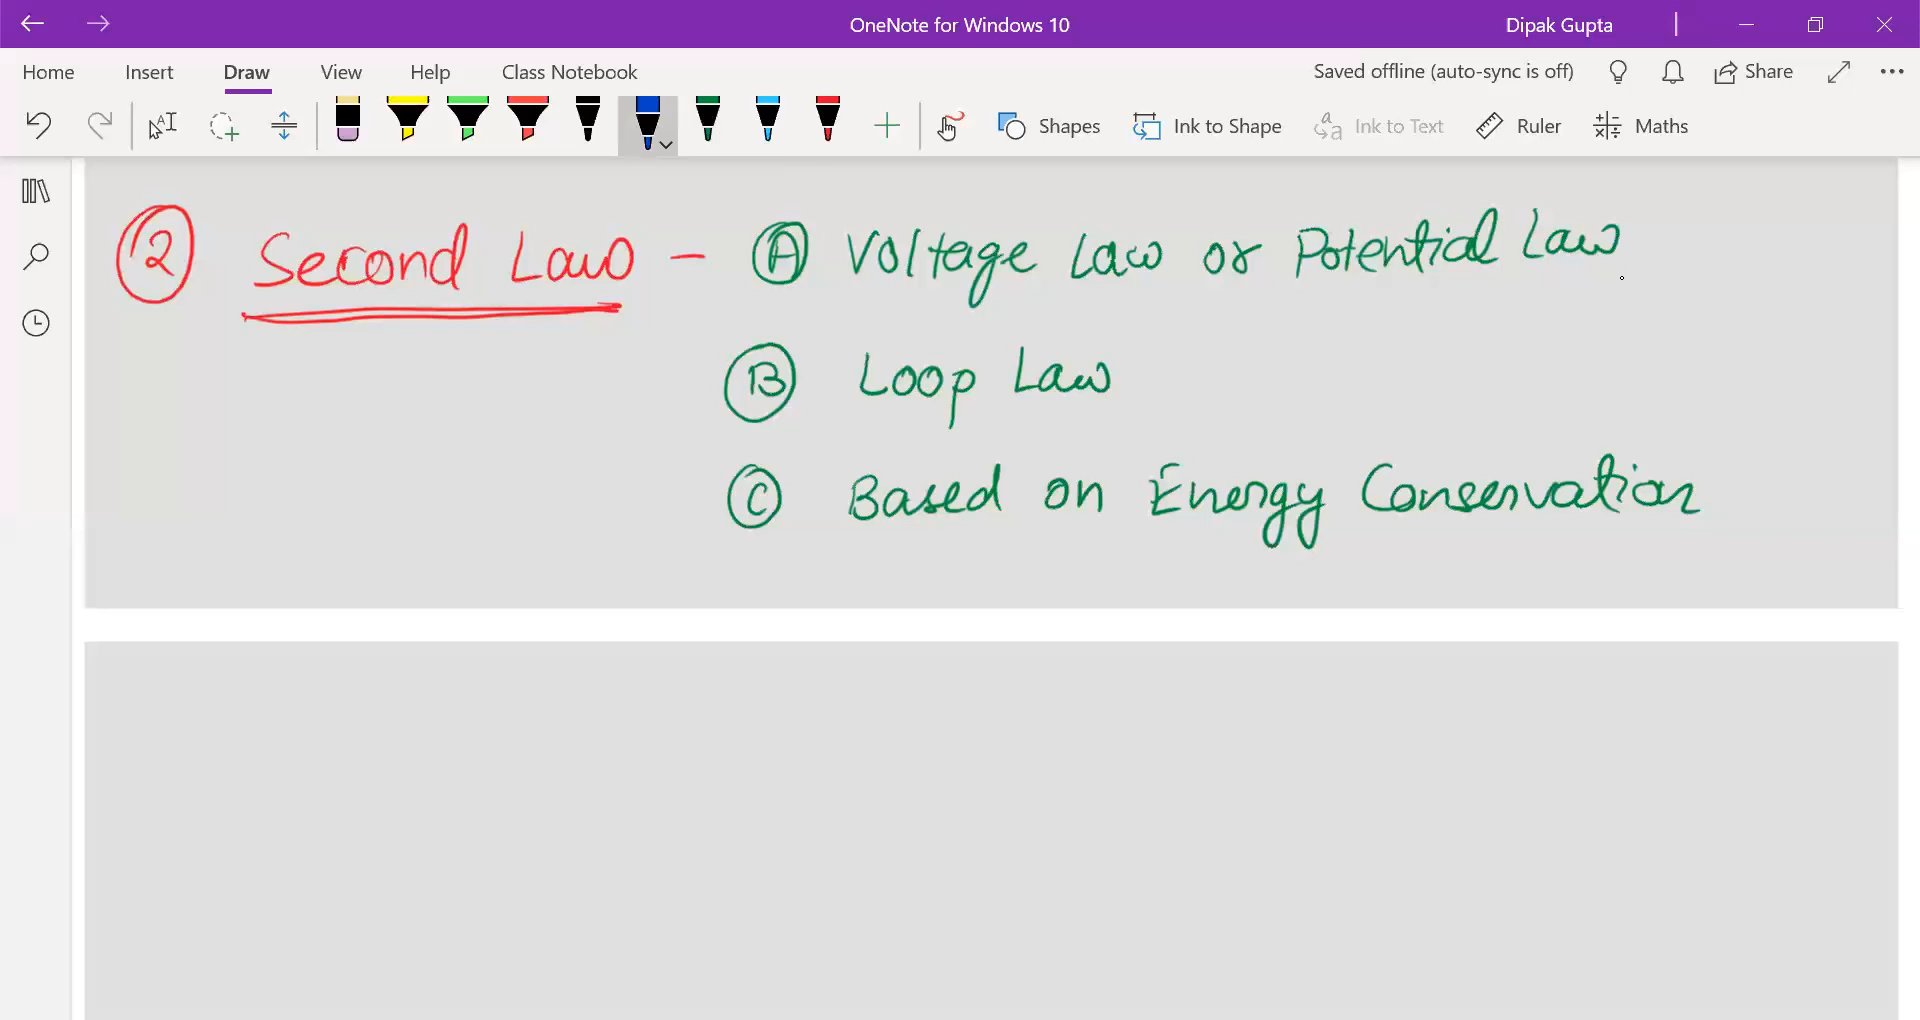 OneNote for Windows 10
Dipak Gupta
Home Insert Draw View Help Class Notebook
Saved offline (auto-sync is off) Share
Shapes Ink to Shape Ink to Text Ruler Maths
2 Second Law - A Voltage Law or Potential Law
B Loop Law
C Based on Energy Conservation